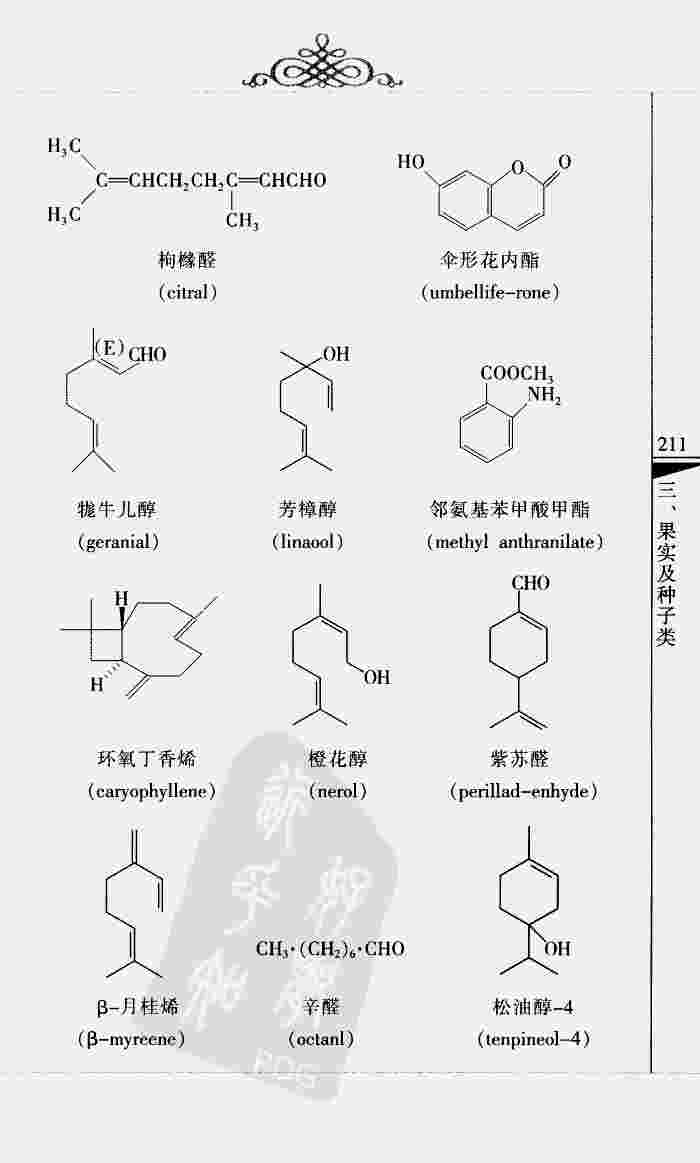 H₃C
C=CHCH₂CH₂C=CHCHO
H₃C
CH₃
枸橼醛
(citral)
HO
O
O
伞形花内酯
(umbellife-rone)
(E)
CHO
牻牛儿醇
(geranial)
OH
芳樟醇
(linaool)
COOCH₃
NH₂
邻氨基苯甲酸甲酯
(methyl anthranilate)
211
三、果实及种子类
H
H
环氧丁香烯
(caryophyllene)
OH
橙花醇
(nerol)
CHO
紫苏醛
(perillad-enhyde)
β-月桂烯
(β-myrcene)
CH₃·(CH₂)₆·CHO
辛醛
(octanl)
OH
松油醇-4
(tenpineol-4)
PDG